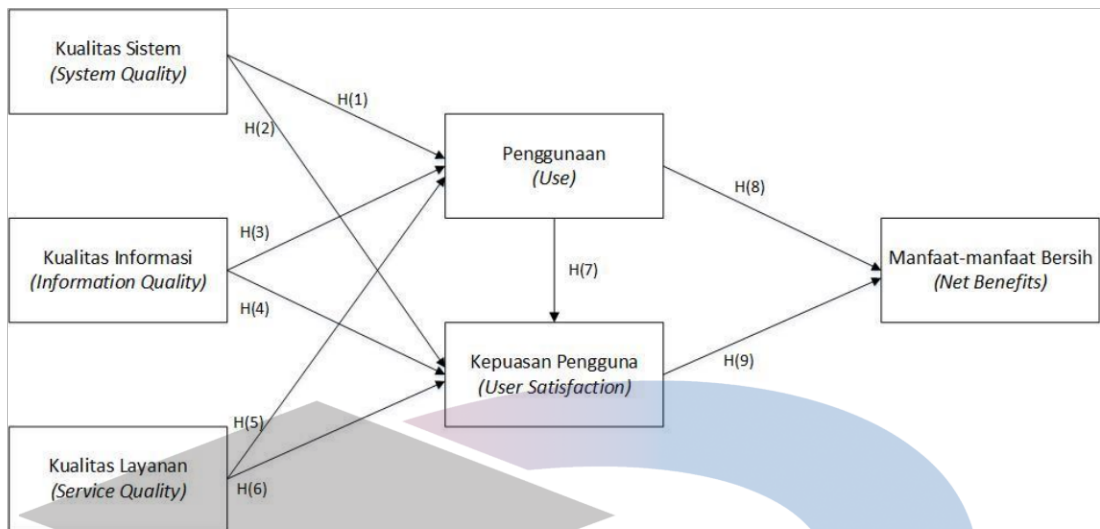 Kualitas Sistem
(System Quality)
H(1)
H(2)
Penggunaan
(Use)
H(8)
Kualitas Informasi
(Information Quality)
H(3)
H(4)
H(7)
Manfaat-manfaat Bersih
(Net Benefits)
Kepuasan Pengguna
(User Satisfaction)
H(9)
H(5)
Kualitas Layanan
(Service Quality)
H(6)